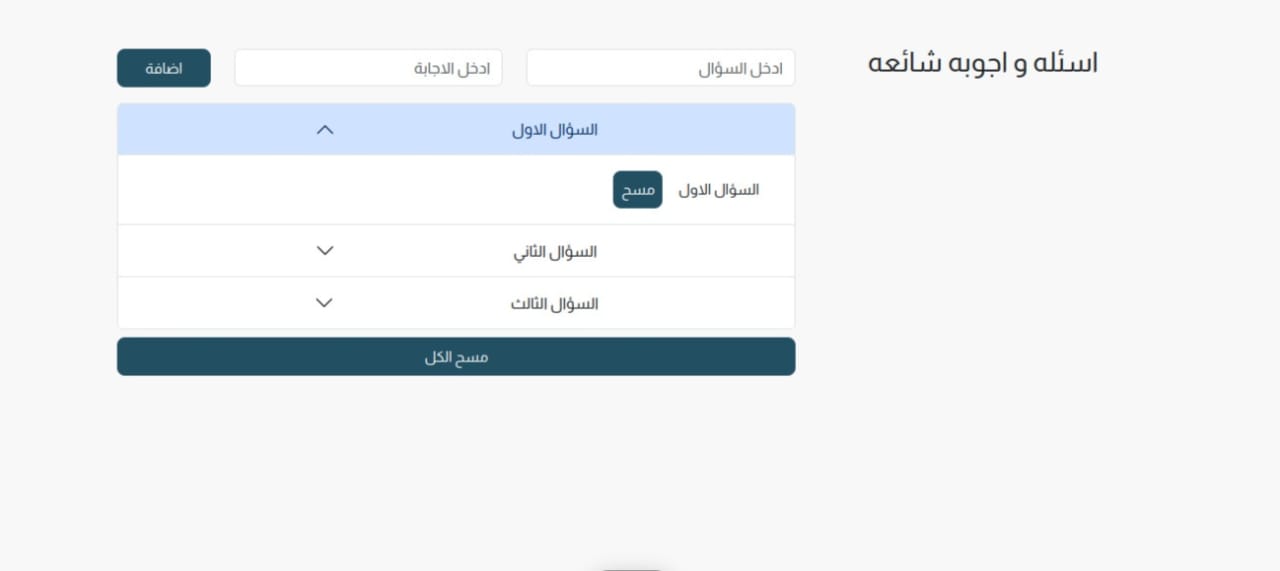 اسئله و اجوبه شائعه
ادخل السؤال
ادخل الاجابة
اضافة
السؤال الاول
السؤال الاول
مسح
السؤال الثاني
السؤال الثالث
مسح الكل